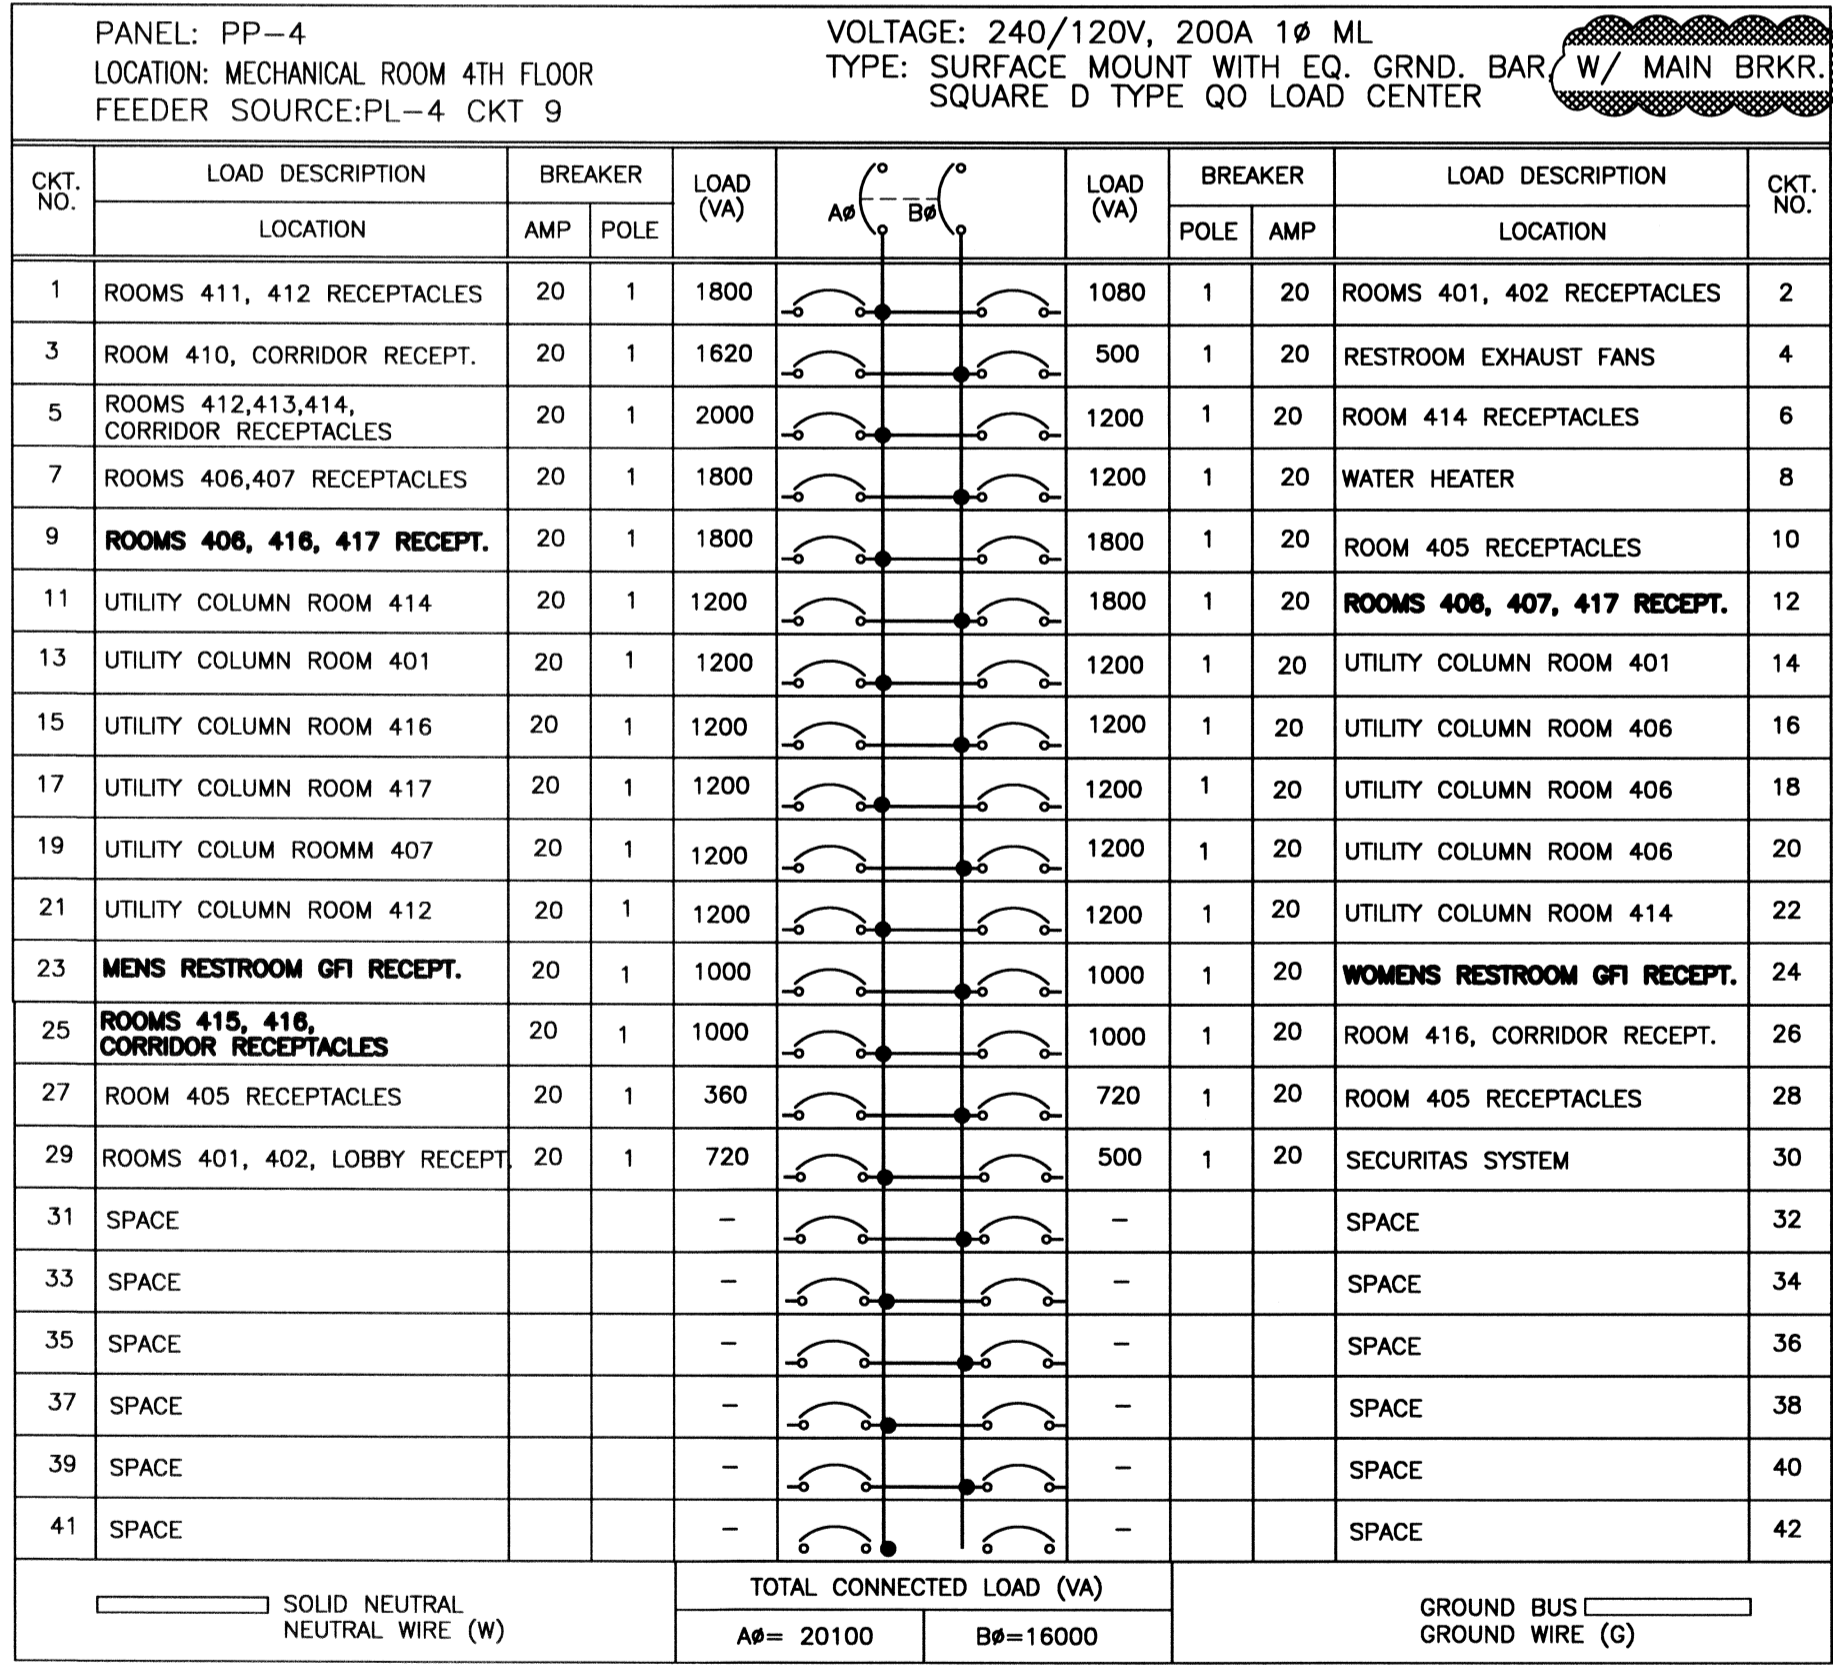 PANEL: PP-4
LOCATION: MECHANICAL ROOM 4TH FLOOR
FEEDER SOURCE:PL-4 CKT 9
VOLTAGE: 240/120V, 200A 1ø ML
TYPE: SURFACE MOUNT WITH EQ. GRND. BAR, W/ MAIN BRKR.
SQUARE D TYPE QO LOAD CENTER
CKT. NO. LOAD DESCRIPTION BREAKER LOAD (VA) Aø Bø LOAD (VA) BREAKER LOAD DESCRIPTION CKT. NO.
LOCATION AMP POLE POLE AMP LOCATION
1 ROOMS 411, 412 RECEPTACLES 20 1 1800 1080 1 20 ROOMS 401, 402 RECEPTACLES 2
3 ROOM 410, CORRIDOR RECEPT. 20 1 1620 500 1 20 RESTROOM EXHAUST FANS 4
5 ROOMS 412,413,414,
CORRIDOR RECEPTACLES 20 1 2000 1200 1 20 ROOM 414 RECEPTACLES 6
7 ROOMS 406,407 RECEPTACLES 20 1 1800 1200 1 20 WATER HEATER 8
9 ROOMS 406, 416, 417 RECEPT. 20 1 1800 1800 1 20 ROOM 405 RECEPTACLES 10
11 UTILITY COLUMN ROOM 414 20 1 1200 1800 1 20 ROOMS 406, 407, 417 RECEPT. 12
13 UTILITY COLUMN ROOM 401 20 1 1200 1200 1 20 UTILITY COLUMN ROOM 401 14
15 UTILITY COLUMN ROOM 416 20 1 1200 1200 1 20 UTILITY COLUMN ROOM 406 16
17 UTILITY COLUMN ROOM 417 20 1 1200 1200 1 20 UTILITY COLUMN ROOM 406 18
19 UTILITY COLUM ROOMM 407 20 1 1200 1200 1 20 UTILITY COLUMN ROOM 406 20
21 UTILITY COLUMN ROOM 412 20 1 1200 1200 1 20 UTILITY COLUMN ROOM 414 22
23 MENS RESTROOM GFI RECEPT. 20 1 1000 1000 1 20 WOMENS RESTROOM GFI RECEPT. 24
25 ROOMS 415, 416,
CORRIDOR RECEPTACLES 20 1 1000 1000 1 20 ROOM 416, CORRIDOR RECEPT. 26
27 ROOM 405 RECEPTACLES 20 1 360 720 1 20 ROOM 405 RECEPTACLES 28
29 ROOMS 401, 402, LOBBY RECEPT. 20 1 720 500 1 20 SECURITAS SYSTEM 30
31 SPACE - - SPACE 32
33 SPACE - - SPACE 34
35 SPACE - - SPACE 36
37 SPACE - - SPACE 38
39 SPACE - - SPACE 40
41 SPACE - - SPACE 42
SOLID NEUTRAL
NEUTRAL WIRE (W)
TOTAL CONNECTED LOAD (VA)
Aø= 20100 Bø=16000
GROUND BUS
GROUND WIRE (G)